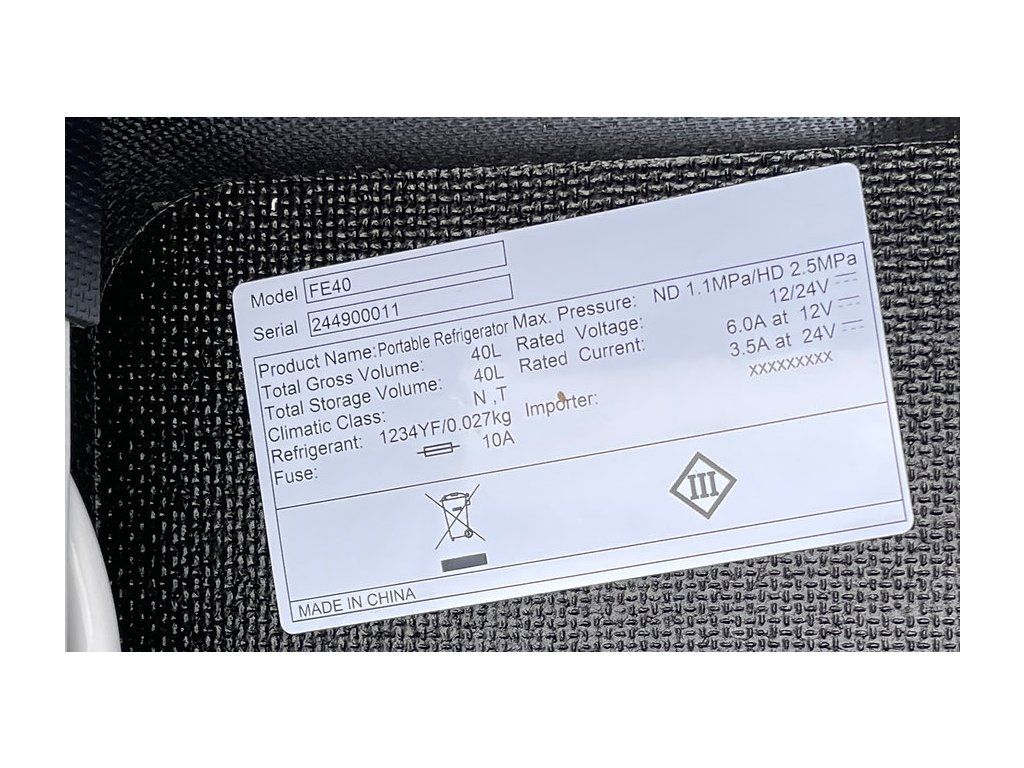 Model FE40
Serial 244900011
Product Name:Portable Refrigerator
Total Gross Volume: 40L
Total Storage Volume: 40L
Climatic Class: N ,T
Refrigerant: 1234YF/0.027kg
Fuse: 10A
Max. Pressure: ND 1.1MPa/HD 2.5MPa
Rated Voltage: 12/24V
Rated Current: 6.0A at 12V
3.5A at 24V
Importer: xxxxxxxxx
III
MADE IN CHINA